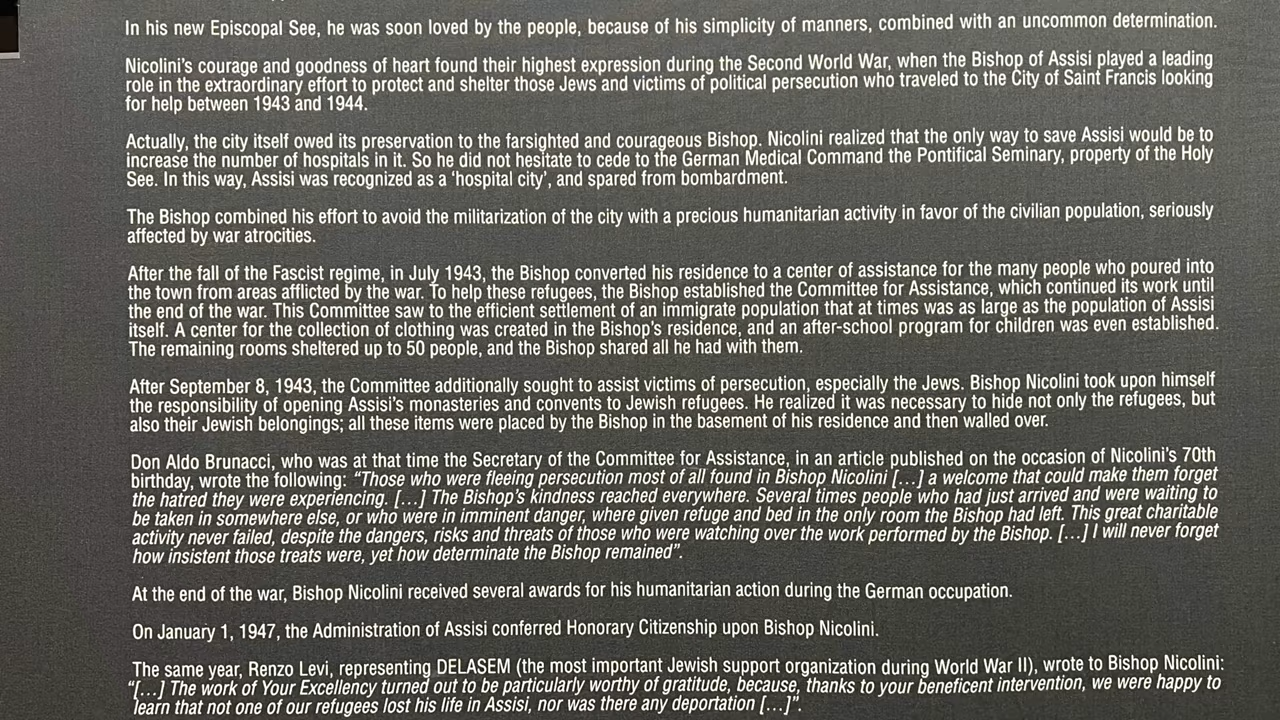 In his new Episcopal See, he was soon loved by the people, because of his simplicity of manners, combined with an uncommon determination.
Nicolini's courage and goodness of heart found their highest expression during the Second World War, when the Bishop of Assisi played a leading
role in the extraordinary effort to protect and shelter those Jews and victims of political persecution who traveled to the City of Saint Francis looking
for help between 1943 and 1944.
Actually, the city itself owed its preservation to the farsighted and courageous Bishop. Nicolini realized that the only way to save Assisi would be to
increase the number of hospitals in it. So he did not hesitate to cede to the German Medical Command the Pontifical Seminary, property of the Holy
See. In this way, Assisi was recognized as a 'hospital city', and spared from bombardment.
The Bishop combined his effort to avoid the militarization of the city with a precious humanitarian activity in favor of the civilian population, seriously
affected by war atrocities.
After the fall of the Fascist regime, in July 1943, the Bishop converted his residence to a center of assistance for the many people who poured into
the town from areas afflicted by the war. To help these refugees, the Bishop established the Committee for Assistance, which continued its work until
the end of the war. This Committee saw to the efficient settlement of an immigrate population that at times was as large as the population of Assisi
itself. A center for the collection of clothing was created in the Bishop's residence, and an after-school program for children was even established.
The remaining rooms sheltered up to 50 people, and the Bishop shared all he had with them.
After September 8, 1943, the Committee additionally sought to assist victims of persecution, especially the Jews. Bishop Nicolini took upon himself
the responsibility of opening Assisi's monasteries and convents to Jewish refugees. He realized it was necessary to hide not only the refugees, but
also their Jewish belongings; all these items were placed by the Bishop in the basement of his residence and then walled over.
Don Aldo Brunacci, who was at that time the Secretary of the Committee for Assistance, in an article published on the occasion of Nicolini's 70th
birthday, wrote the following: "Those who were fleeing persecution most of all found in Bishop Nicolini […] a welcome that could make them forget
the hatred they were experiencing. […] The Bishop's kindness reached everywhere. Several times people who had just arrived and were waiting to
be taken in somewhere else, or who were in imminent danger, where given refuge and bed in the only room the Bishop had left. This great charitable
activity never failed, despite the dangers, risks and threats of those who were watching over the work performed by the Bishop. […] I will never forget
how insistent those treats were, yet how determinate the Bishop remained".
At the end of the war, Bishop Nicolini received several awards for his humanitarian action during the German occupation.
On January 1, 1947, the Administration of Assisi conferred Honorary Citizenship upon Bishop Nicolini.
The same year, Renzo Levi, representing DELASEM (the most important Jewish support organization during World War II), wrote to Bishop Nicolini:
"[…] The work of Your Excellency turned out to be particularly worthy of gratitude, because, thanks to your beneficent intervention, we were happy to
learn that not one of our refugees lost his life in Assisi, nor was there any deportation […]".